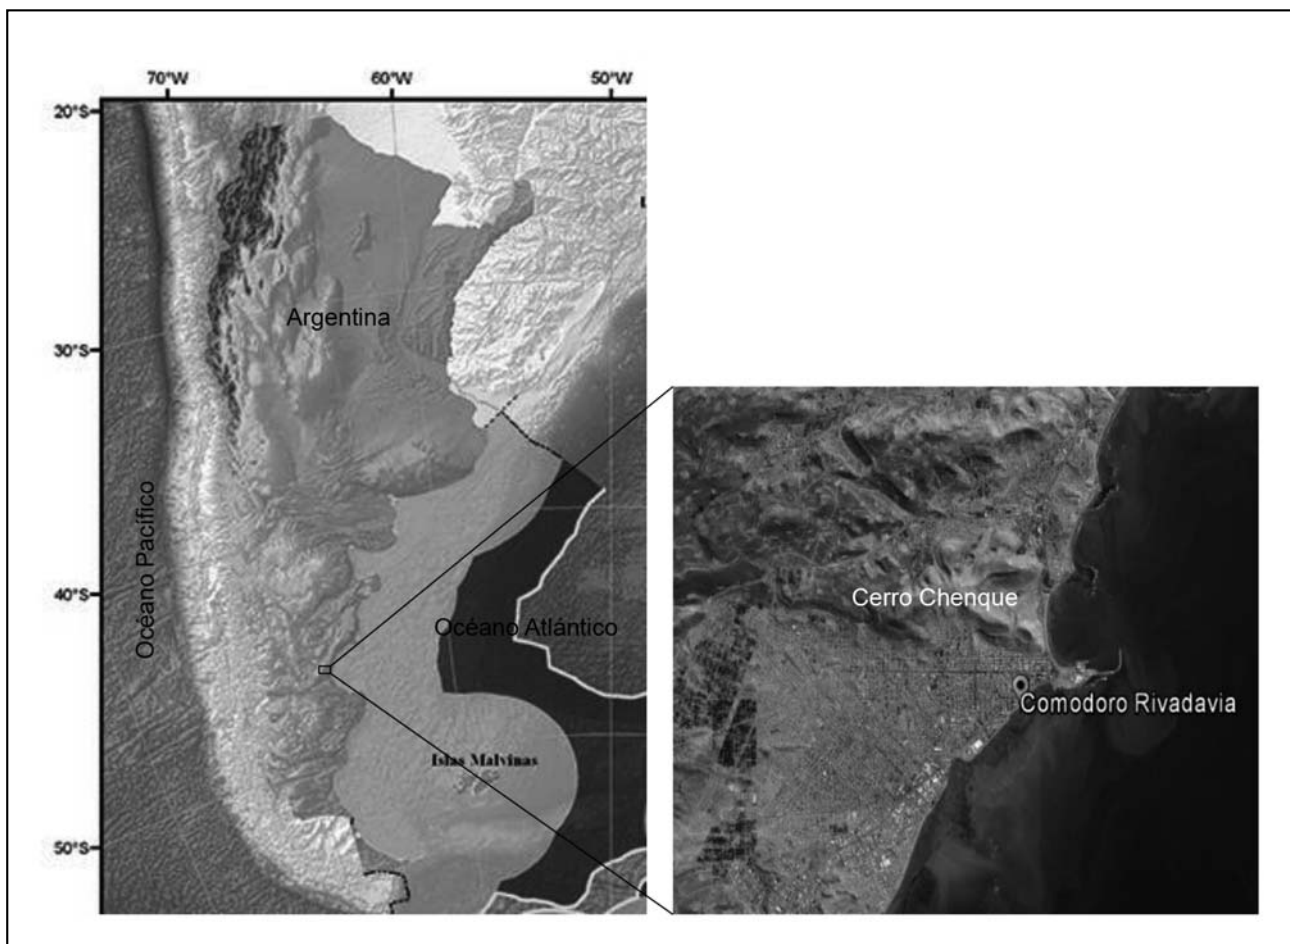 70°W
60°W
50°W
20°S
Argentina
30°S
Océano Pacífico
Cerro Chenque
40°S
Océano Atlántico
Comodoro Rivadavia
Islas Malvinas
50°S